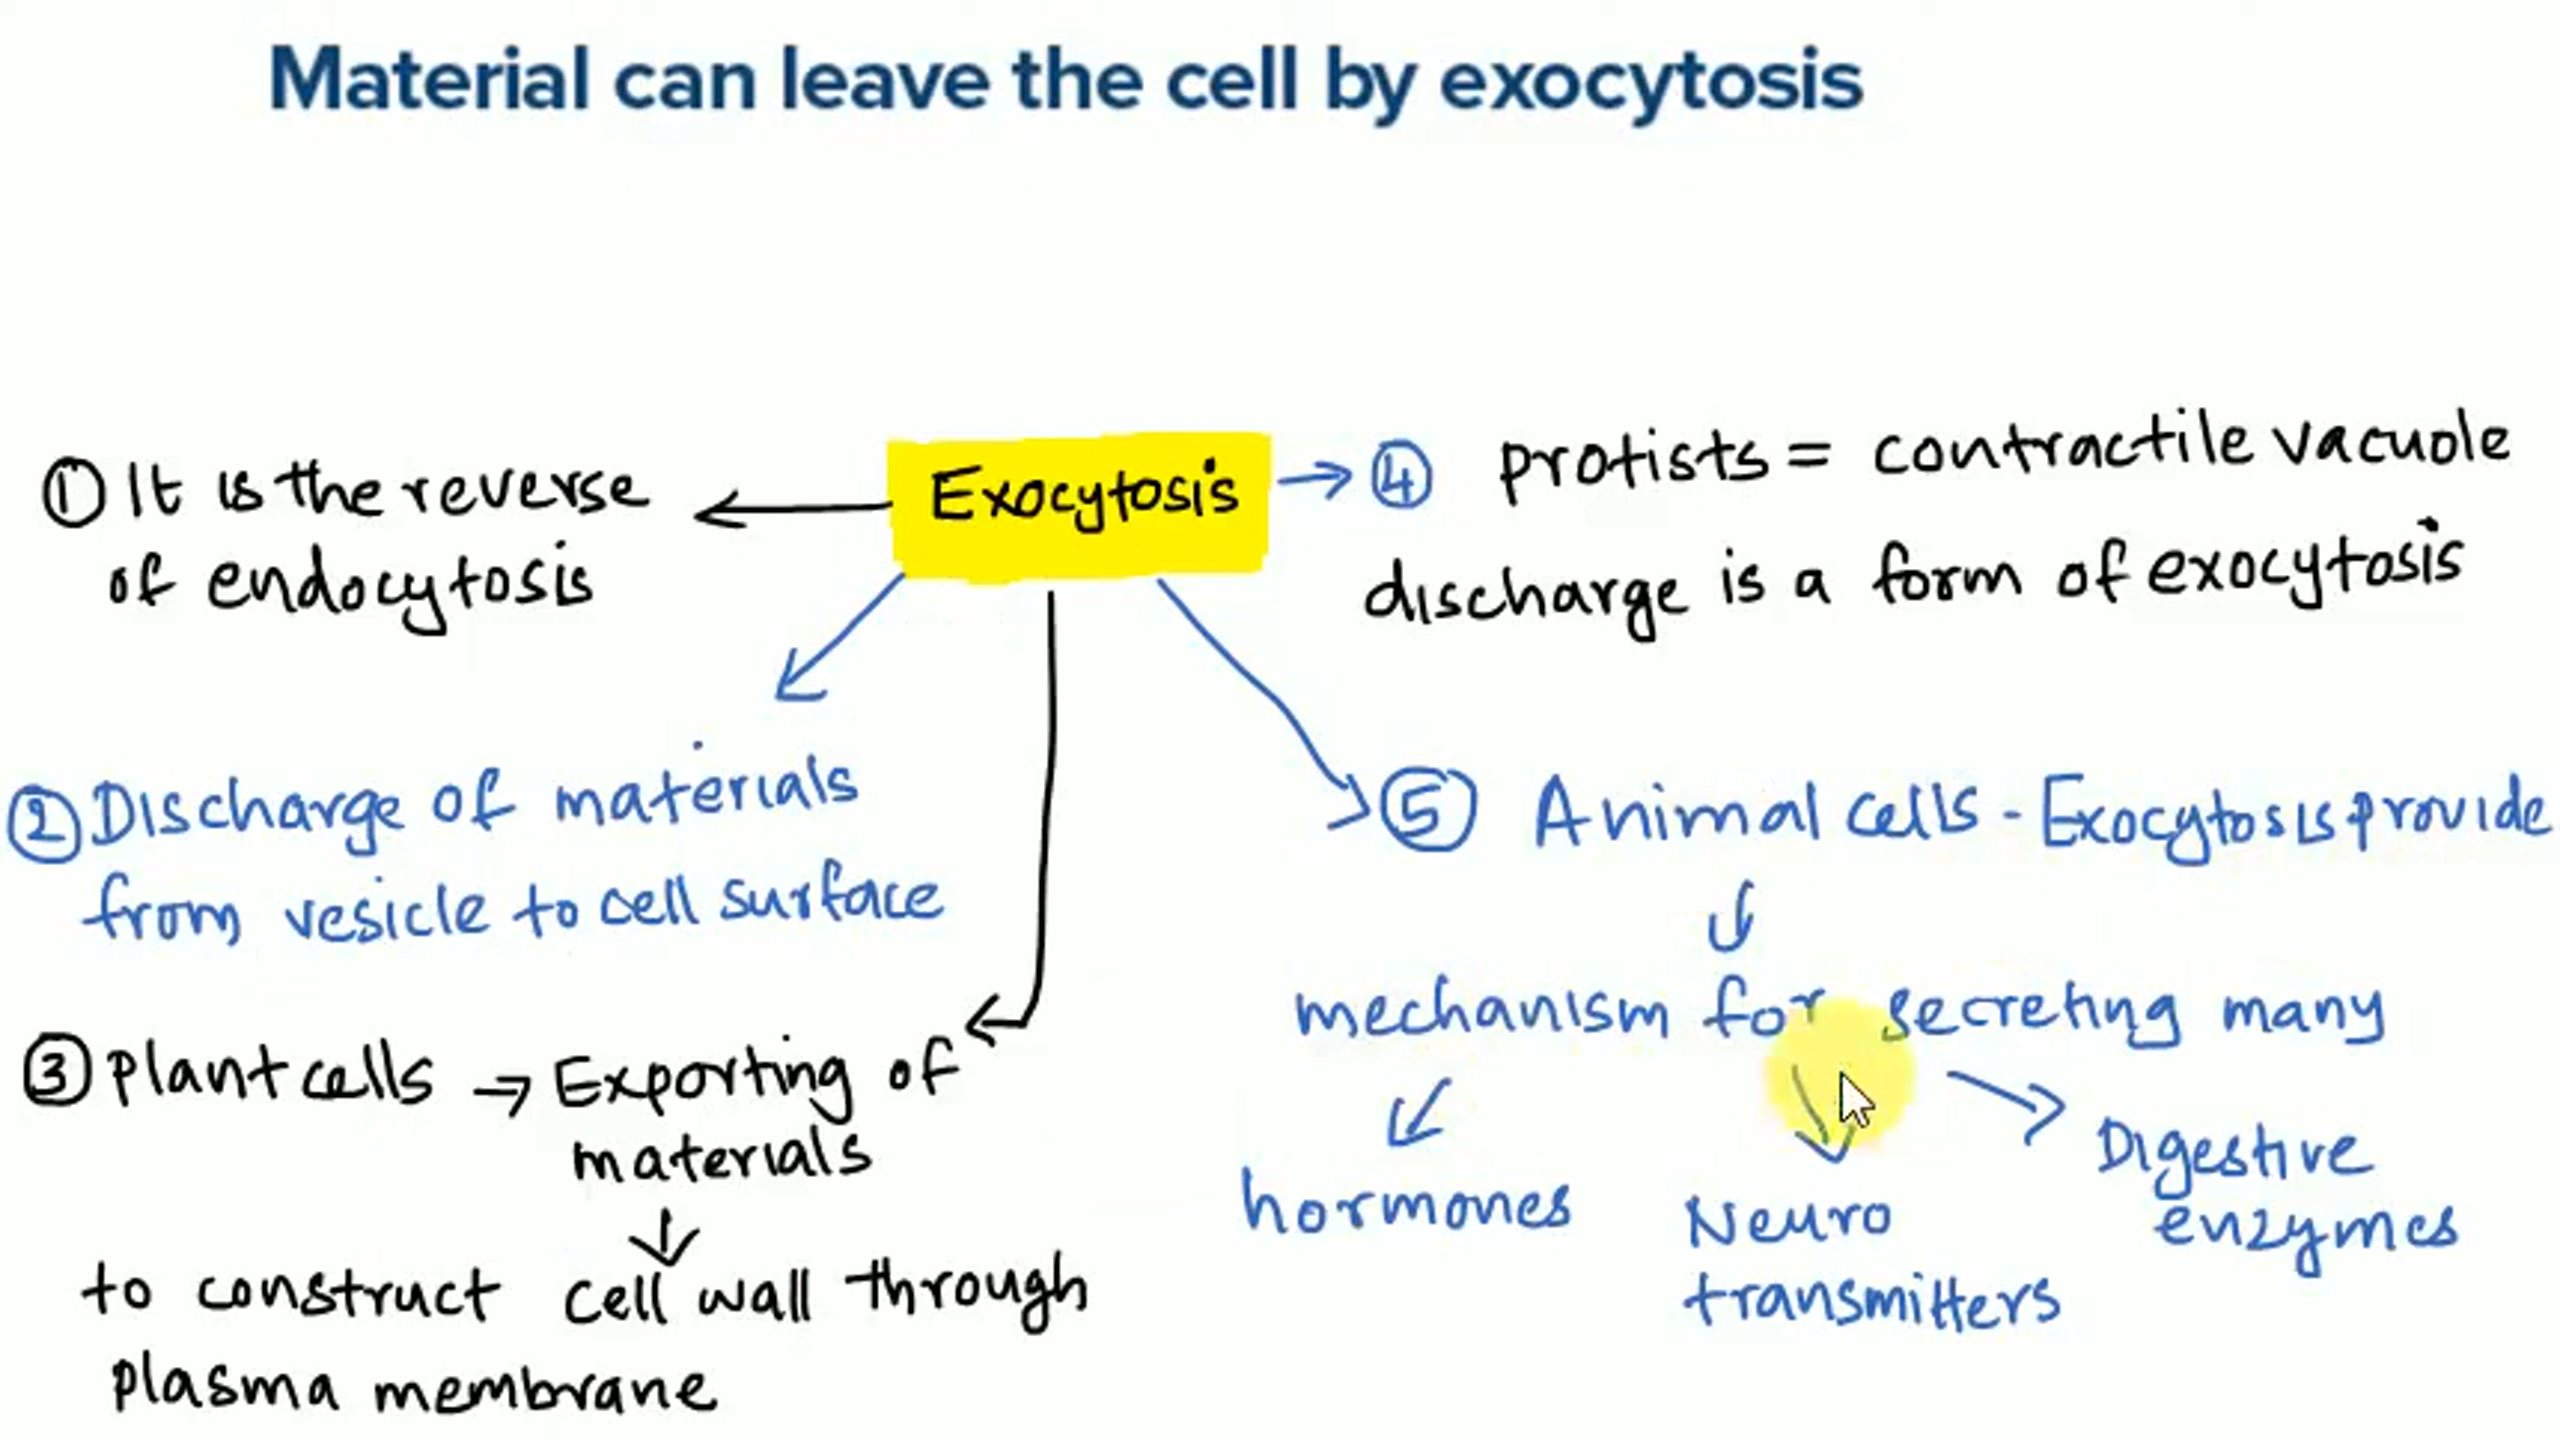 Material can leave the cell by exocytosis
Exocytosis
① It is the reverse
of endocytosis
② Discharge of materials
from vesicle to cell surface
③ plant cells → Exporting of
materials
↓
to construct cell wall through
plasma membrane
④ protists = contractile vacuole
discharge is a form of exocytosis
⑤ Animal cells - Exocytosis provide
↓
mechanism for secreting many
hormones
Neuro
transmitters
Digestive
enzymes